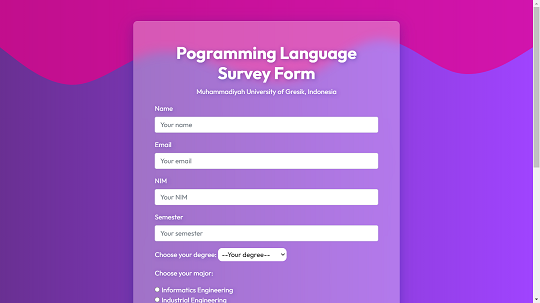 Pogramming Language
Survey Form
Muhammadiyah University of Gresik, Indonesia
Name
Your name
Email
Your email
NIM
Your NIM
Semester
Your semester
Choose your degree: --Your degree--
Choose your major:
Informatics Engineering
Industrial Engineering